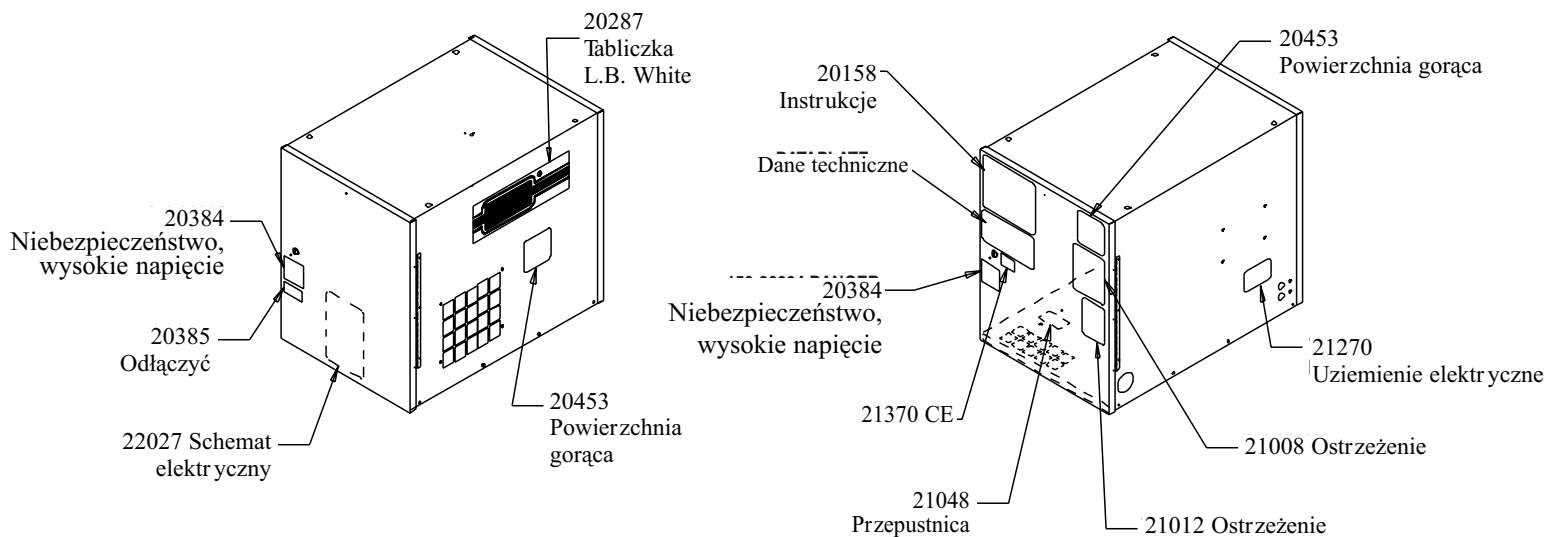 20287
Tabliczka
L.B. White
20384
Niebezpieczeństwo,
wysokie napięcie
20385
Odłączyć
22027 Schemat
elektryczny
20453
Powierzchnia
gorąca
20158
Instrukcje
Dane techniczne
20384
Niebezpieczeństwo,
wysokie napięcie
21370 CE
21048
Przepustnica
20453
Powierzchnia gorąca
21270
Uziemienie elektryczne
21008 Ostrzeżenie
21012 Ostrzeżenie